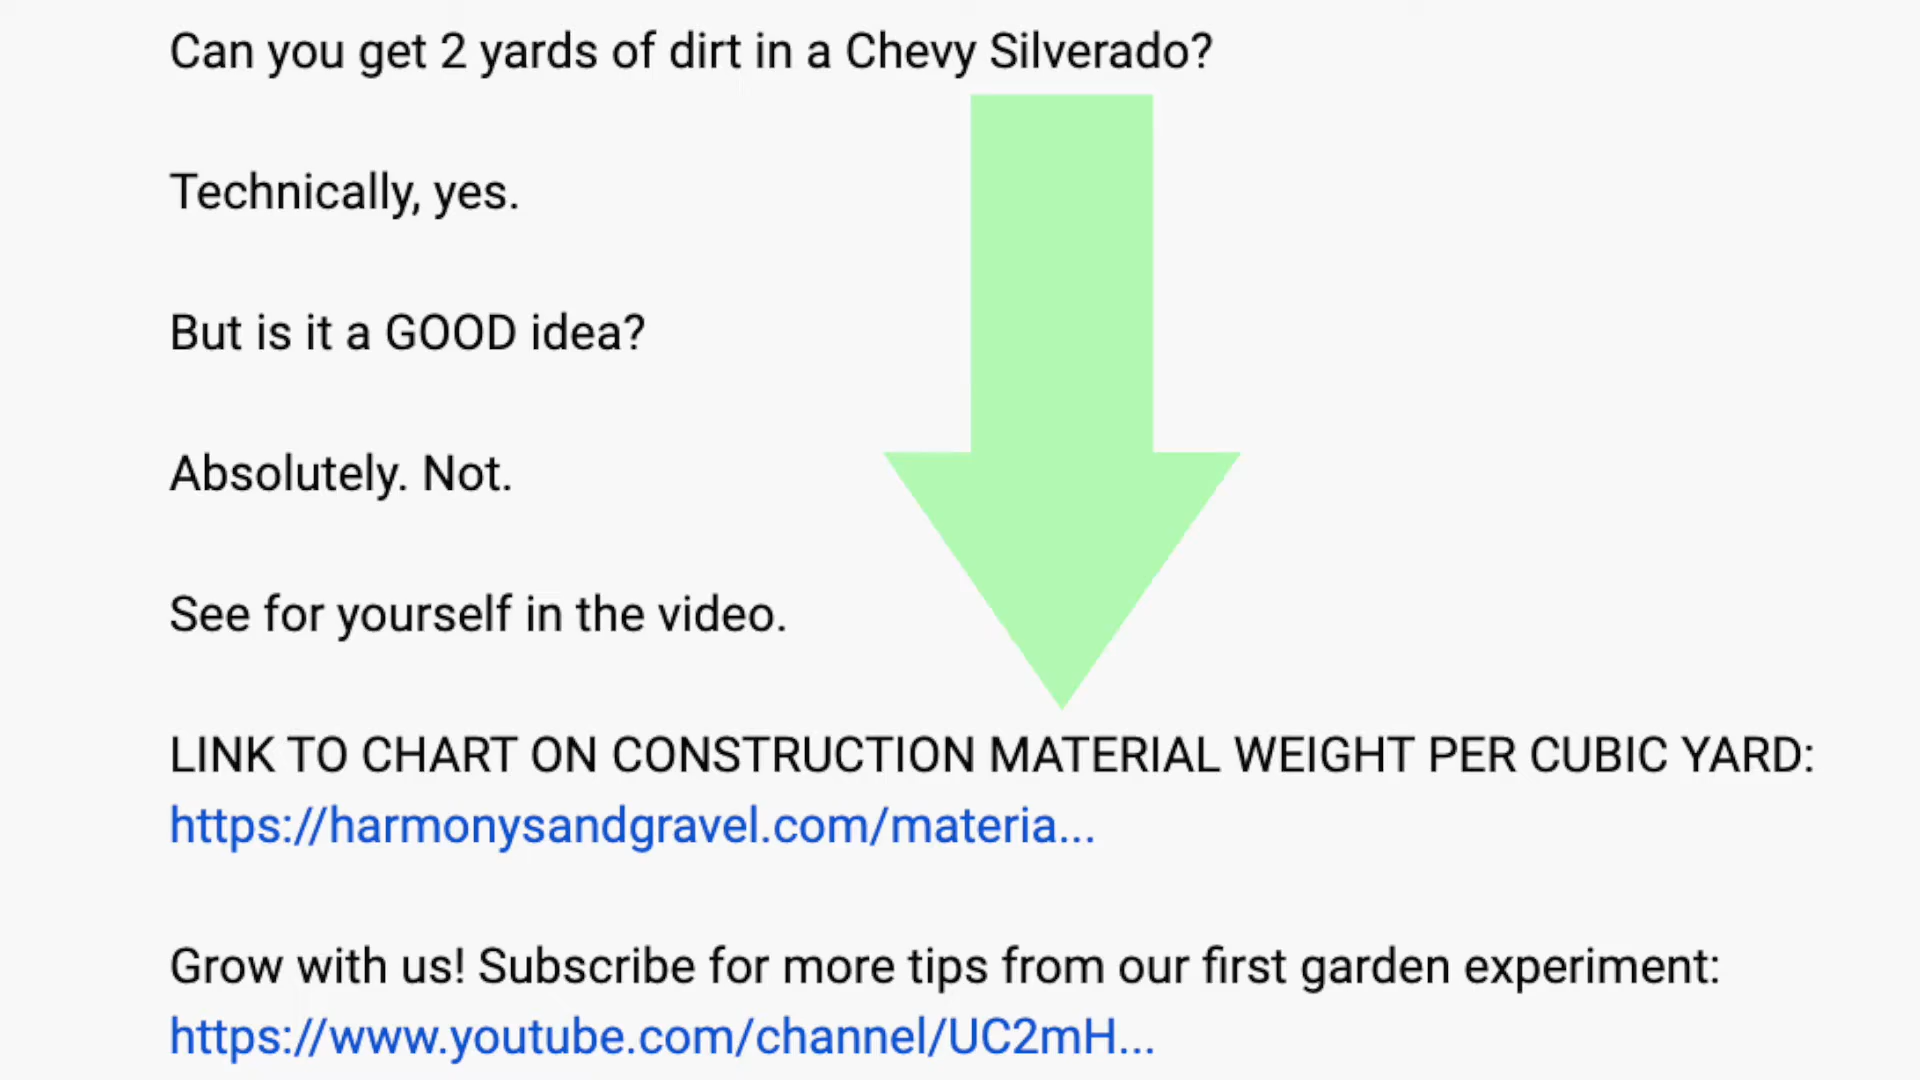 Can you get 2 yards of dirt in a Chevy Silverado?
Technically, yes.
But is it a GOOD idea?
Absolutely. Not.
See for yourself in the video.
LINK TO CHART ON CONSTRUCTION MATERIAL WEIGHT PER CUBIC YARD:
https://harmonysandgravel.com/materia...
Grow with us! Subscribe for more tips from our first garden experiment:
https://www.youtube.com/channel/UC2mH...